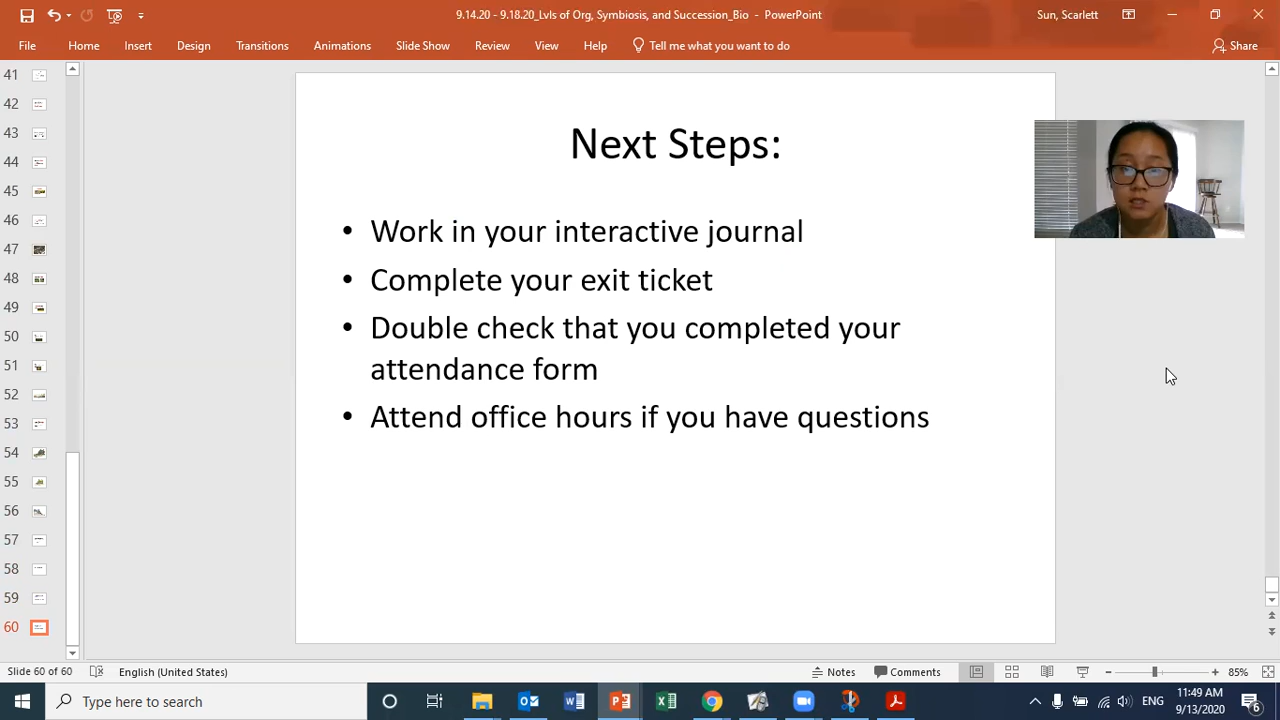 9.14.20 - 9.18.20_Lvls of Org, Symbiosis, and Succession_Bio - PowerPoint
Sun, Scarlett
File Home Insert Design Transitions Animations Slide Show Review View Help Tell me what you want to do Share
41
42
43
44
45
46
47
48
49
50
51
52
53
54
55
56
57
58
59
60
Next Steps:
• Work in your interactive journal
• Complete your exit ticket
• Double check that you completed your
attendance form
• Attend office hours if you have questions
Slide 60 of 60 English (United States) Notes Comments 85%
Type here to search
ENG
11:49 AM
9/13/2020
6